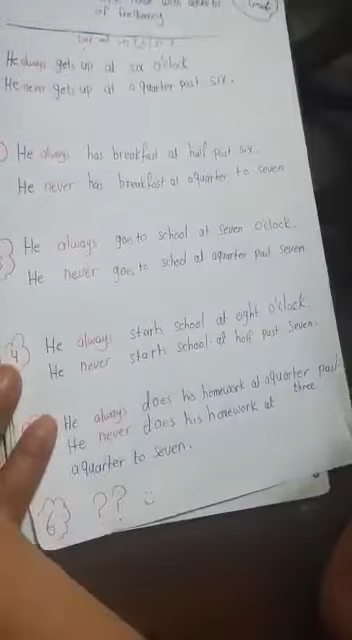 of frequency
He always gets up at six o'clock
He never gets up at a quarter past six.
He always has breakfast at half past six.
He never has breakfast at aquarter to seven
He always goes to school at seven o'clock.
He never goes to school at aquarter past seven
4 He always starts school at eight o'clock.
He never starts school at half past seven.
He always does his homework at aquarter past three
He never does his homework at
aquarter to seven.
6 ??